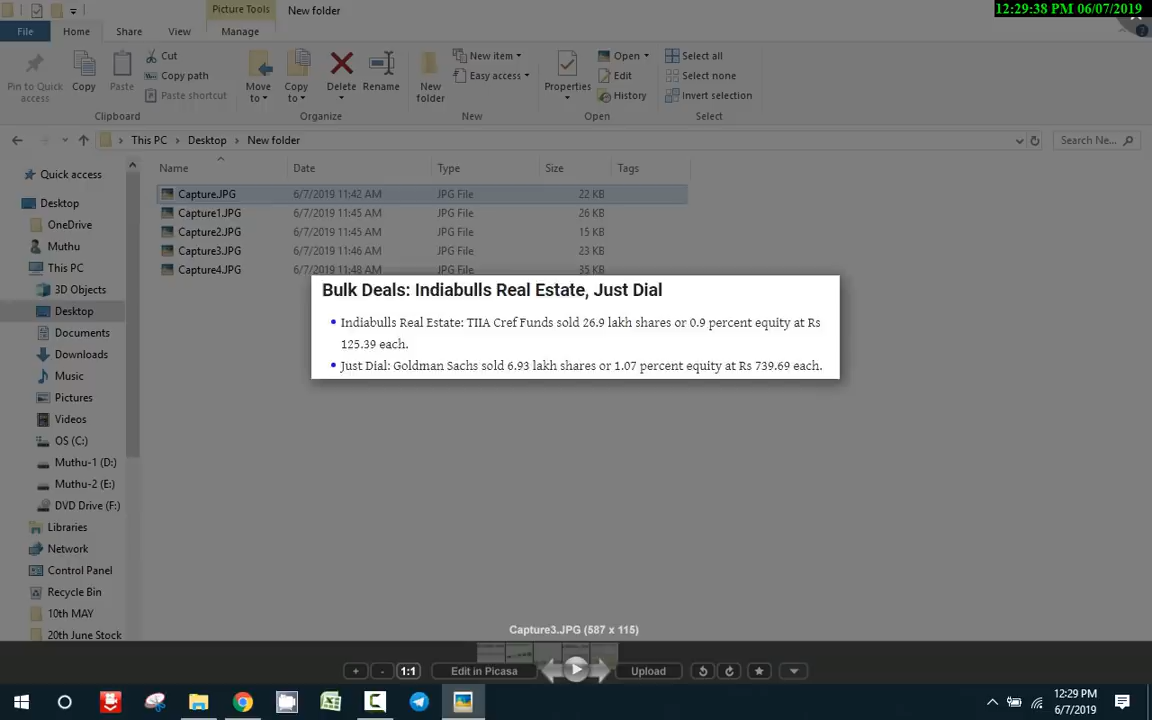 Picture Tools
New folder
12:29:38 PM 06/07/2019
File
Home
Share
View
Manage
Pin to Quick access
Copy
Paste
Cut
Copy path
Paste shortcut
Clipboard
Move to
Copy to
Delete
Rename
Organize
New folder
New item
Easy access
New
Properties
Open
Edit
History
Open
Select all
Select none
Invert selection
Select
This PC
Desktop
New folder
Search Ne...
Name
Date
Type
Size
Tags
Capture.JPG 6/7/2019 11:42 AM JPG File 22 KB
Capture1.JPG 6/7/2019 11:45 AM JPG File 26 KB
Capture2.JPG 6/7/2019 11:45 AM JPG File 15 KB
Capture3.JPG 6/7/2019 11:46 AM JPG File 23 KB
Capture4.JPG 6/7/2019 11:48 AM JPG File 35 KB
Quick access
Desktop
OneDrive
Muthu
This PC
3D Objects
Desktop
Documents
Downloads
Music
Pictures
Videos
OS (C:)
Muthu-1 (D:)
Muthu-2 (E:)
DVD Drive (F:)
Libraries
Network
Control Panel
Recycle Bin
10th MAY
20th June Stock
Bulk Deals: Indiabulls Real Estate, Just Dial
• Indiabulls Real Estate: TIIA Cref Funds sold 26.9 lakh shares or 0.9 percent equity at Rs
125.39 each.
• Just Dial: Goldman Sachs sold 6.93 lakh shares or 1.07 percent equity at Rs 739.69 each.
Capture3.JPG (587 x 115)
+
-
1:1
Edit in Picasa
Upload
12:29 PM
6/7/2019